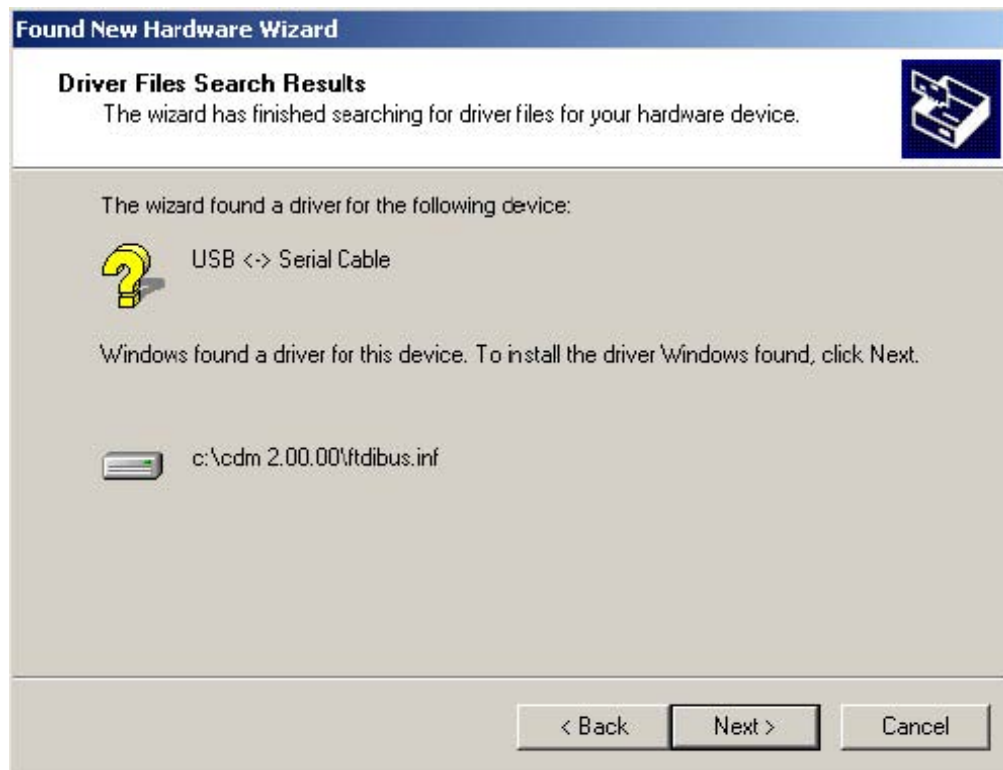 Found New Hardware Wizard
Driver Files Search Results
The wizard has finished searching for driver files for your hardware device.
The wizard found a driver for the following device:
USB <-> Serial Cable
Windows found a driver for this device. To install the driver Windows found, click Next.
c:\cdm 2.00.00\ftdibus.inf
< Back
Next >
Cancel